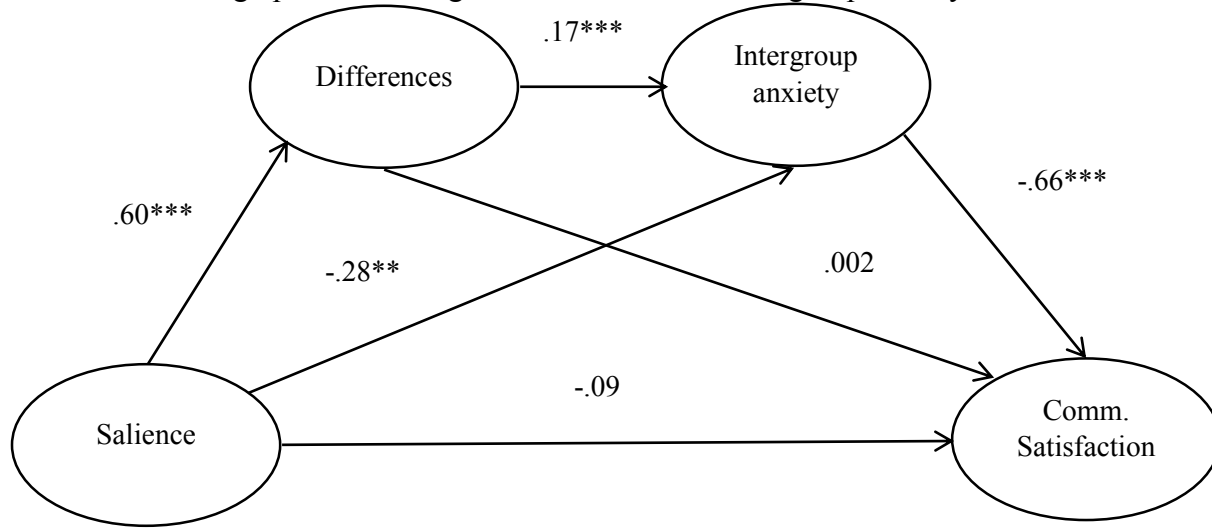 .17***
Differences
Intergroup
anxiety
-.66***
.60***
-.28**
.002
-.09
Salience
Comm.
Satisfaction